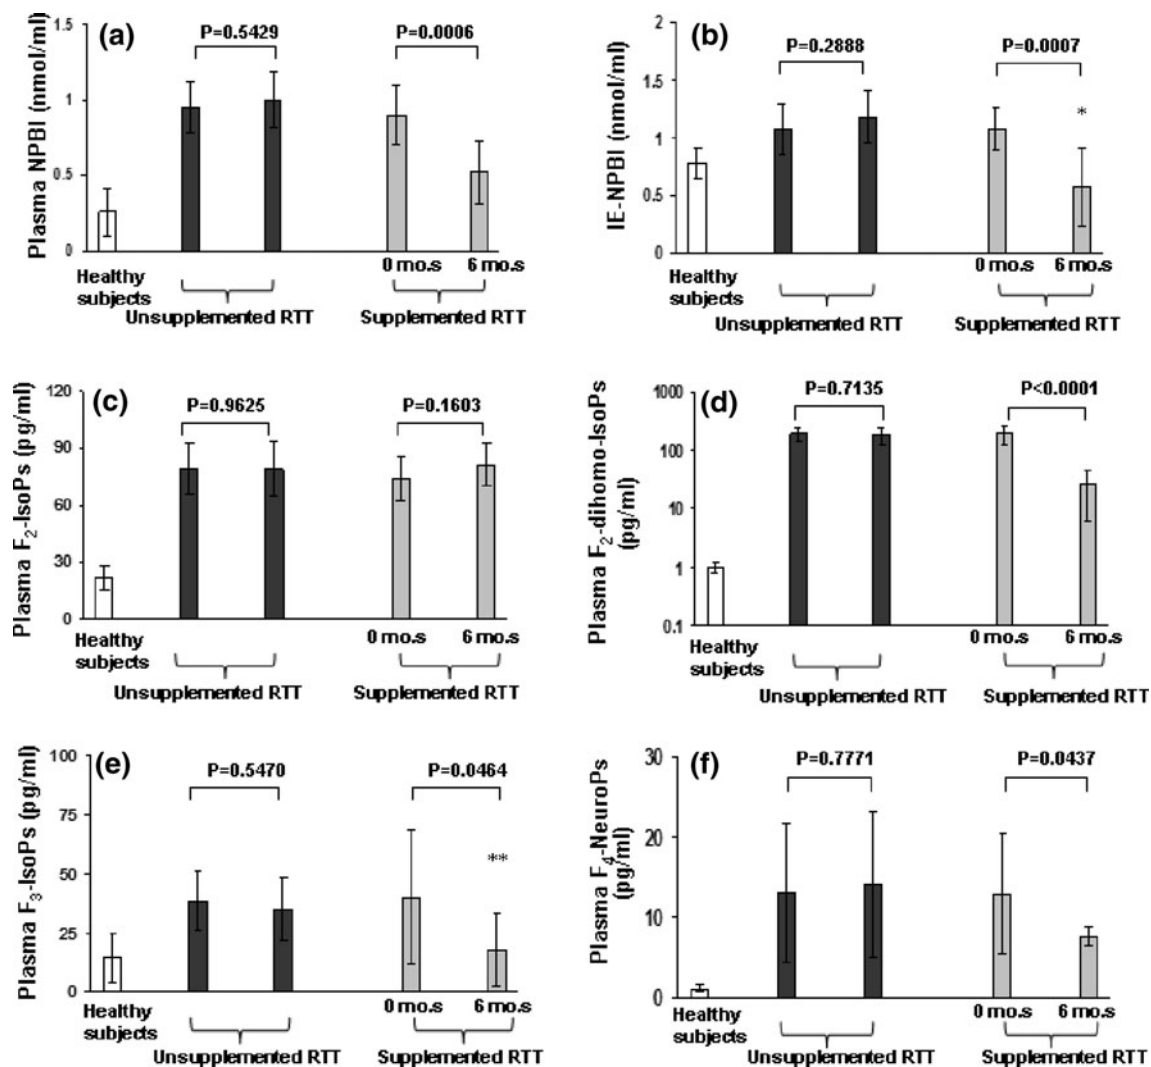 (a)
Plasma NPBI (nmol/ml)
1.5
1
0.5
0
P=0.5429
P=0.0006
0 mo.s 6 mo.s
Healthy
subjects
Unsupplemented RTT Supplemented RTT
(b)
IE-NPBI (nmol/ml)
2
1.5
1
0.5
0
P=0.2888
P=0.0007
*
0 mo.s 6 mo.s
Healthy
subjects
Unsupplemented RTT Supplemented RTT
(c)
Plasma F2-IsoPs (pg/ml)
120
90
60
30
0
P=0.9625
P=0.1603
0 mo.s 6 mo.s
Healthy
subjects
Unsupplemented RTT Supplemented RTT
(d)
Plasma F2-dihomo-IsoPs
(pg/ml)
1000
100
10
1
0.1
P=0.7135
P<0.0001
0 mo.s 6 mo.s
Healthy
subjects
Unsupplemented RTT Supplemented RTT
(e)
Plasma F3-IsoPs (pg/ml)
100
75
50
25
0
P=0.5470
P=0.0464
**
0 mo.s 6 mo.s
Healthy
subjects
Unsupplemented RTT Supplemented RTT
(f)
Plasma F4-NeuroPs
(pg/ml)
30
20
10
0
P=0.7771
P=0.0437
0 mo.s 6 mo.s
Healthy
subjects
Unsupplemented RTT Supplemented RTT